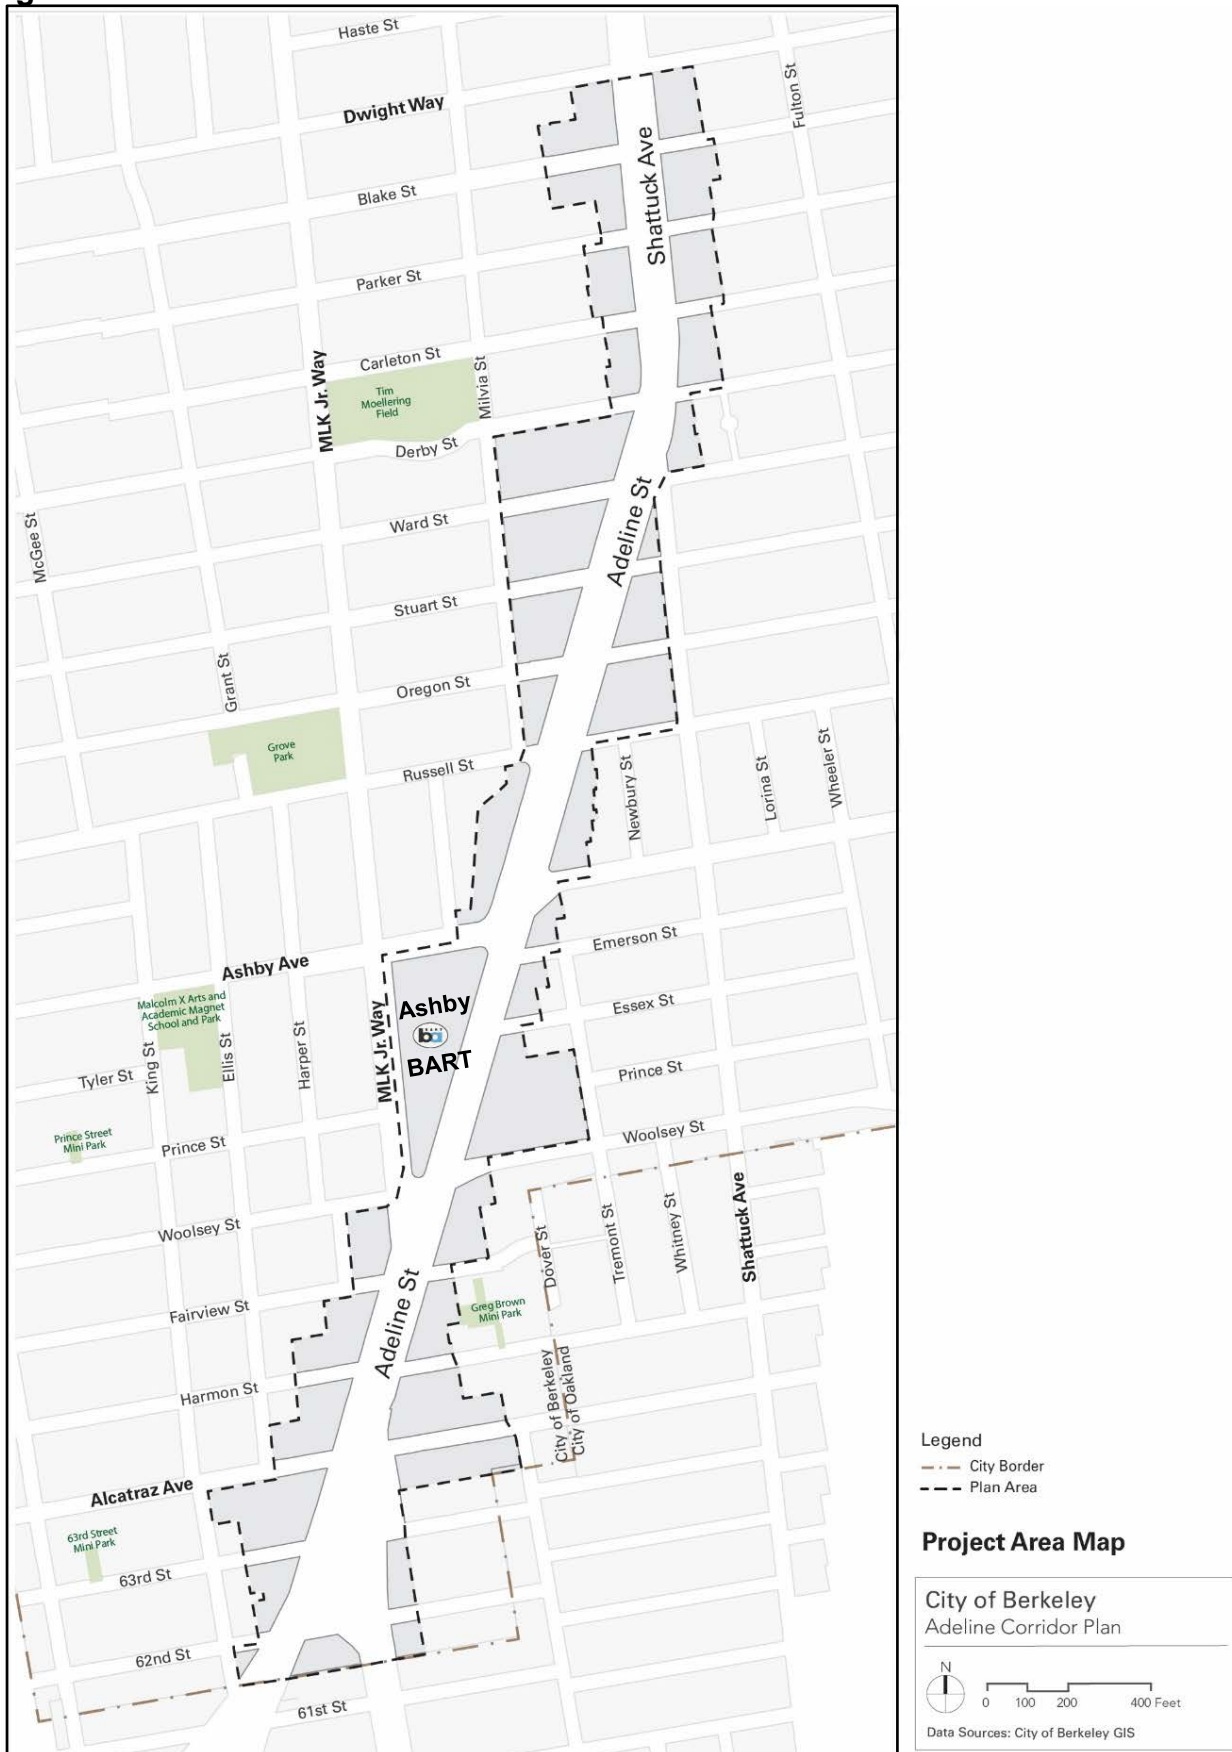 Haste St
Dwight Way
Fulton St
Shattuck Ave
Blake St
Parker St
Carleton St
MLK Jr. Way
Tim
Moellering
Field
Milvia St
Derby St
Adeline St
McGee St
Ward St
Stuart St
Grant St
Oregon St
Grove
Park
Russell St
Newbury St
Lorina St
Wheeler St
Emerson St
Ashby Ave
Malcolm X Arts and
Academic Magnet
School and Park
MLK Jr. Way
Ashby
BART
ba
BART
Essex St
King St
Ellis St
Harper St
Tyler St
Prince St
Prince Street
Mini Park
Prince St
Woolsey St
Woolsey St
Shattuck Ave
Dover St
Tremont St
Whitney St
Fairview St
Adeline St
Greg Brown
Mini Park
Harmon St
City of Berkeley
City of Oakland
Alcatraz Ave
63rd Street
Mini Park
63rd St
62nd St
61st St
Legend
City Border
Plan Area
Project Area Map
City of Berkeley
Adeline Corridor Plan
N
0 100 200 400 Feet
Data Sources: City of Berkeley GIS